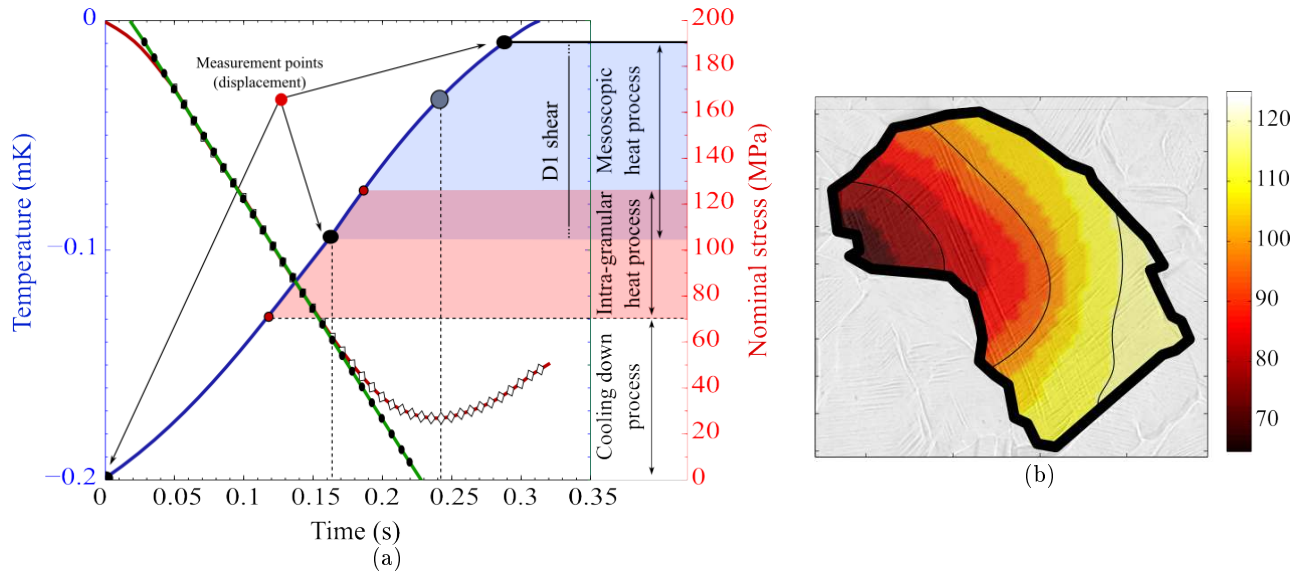 0
200
180
160
140
120
100
80
60
40
20
0
−0.1
−0.2
Temperature (mK)
Nominal stress (MPa)
Measurement points
(displacement)
D1 shear
Mesoscopic
heat process
Intra-granular
heat process
Cooling down
process
0
0.05
0.1
0.15
0.2
0.25
0.3
0.35
Time (s)
(a)
120
110
100
90
80
70
(b)